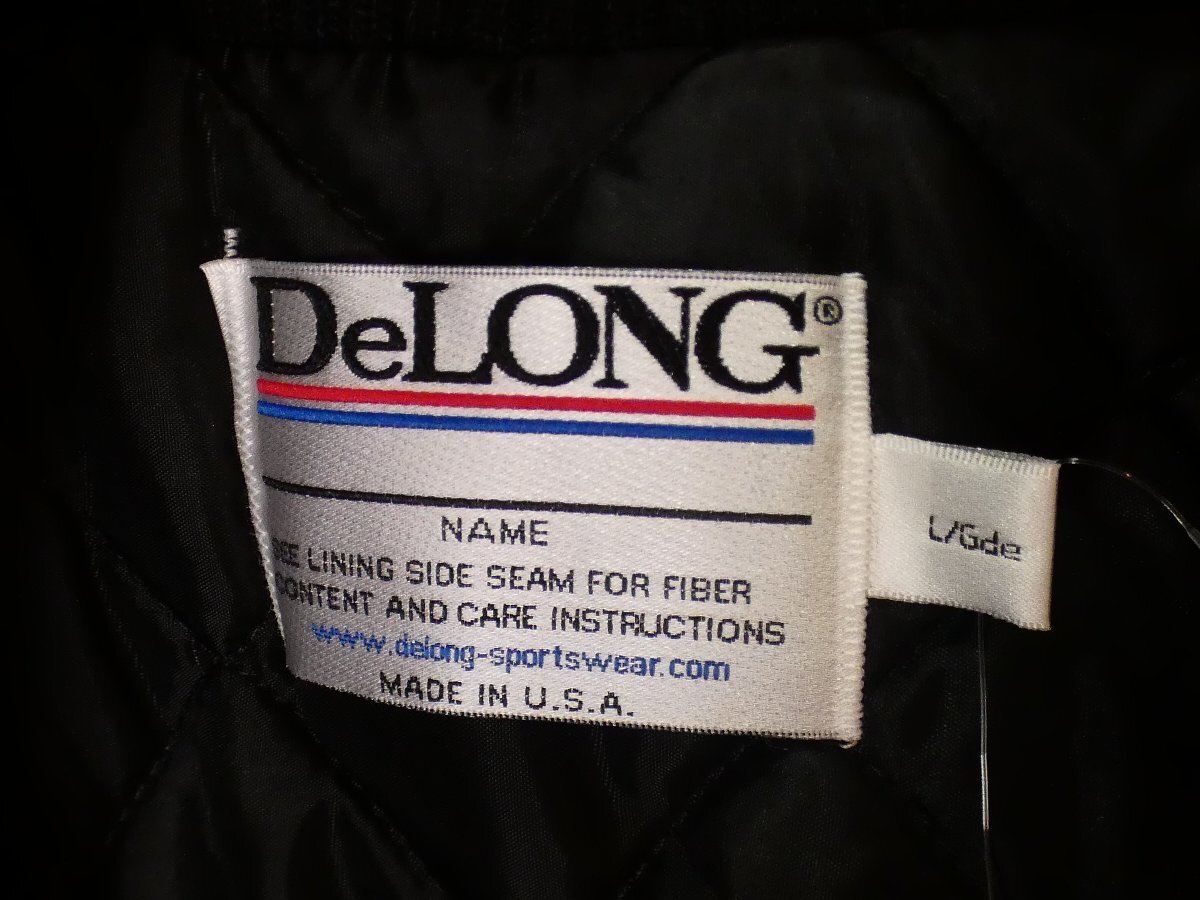 DeLONG®
NAME
SEE LINING SIDE SEAM FOR FIBER
CONTENT AND CARE INSTRUCTIONS
www.delong-sportswear.com
MADE IN U.S.A.
L/Gde